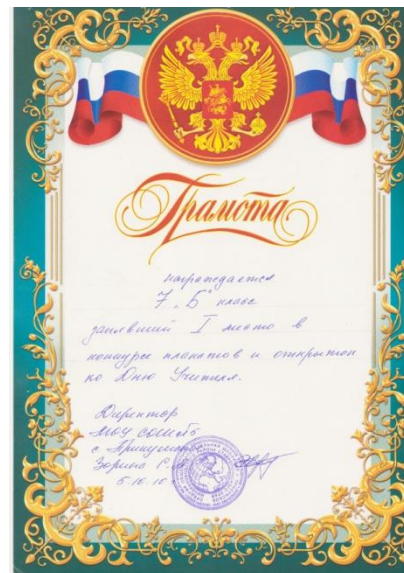 Грамота
награждается
7 „Б" класс
занявший I место в
конкурсе плакатов и открыток
ко Дню Учителя.
Директор
МОУ СОШ №5
с
Зорина Р.
5.10.10